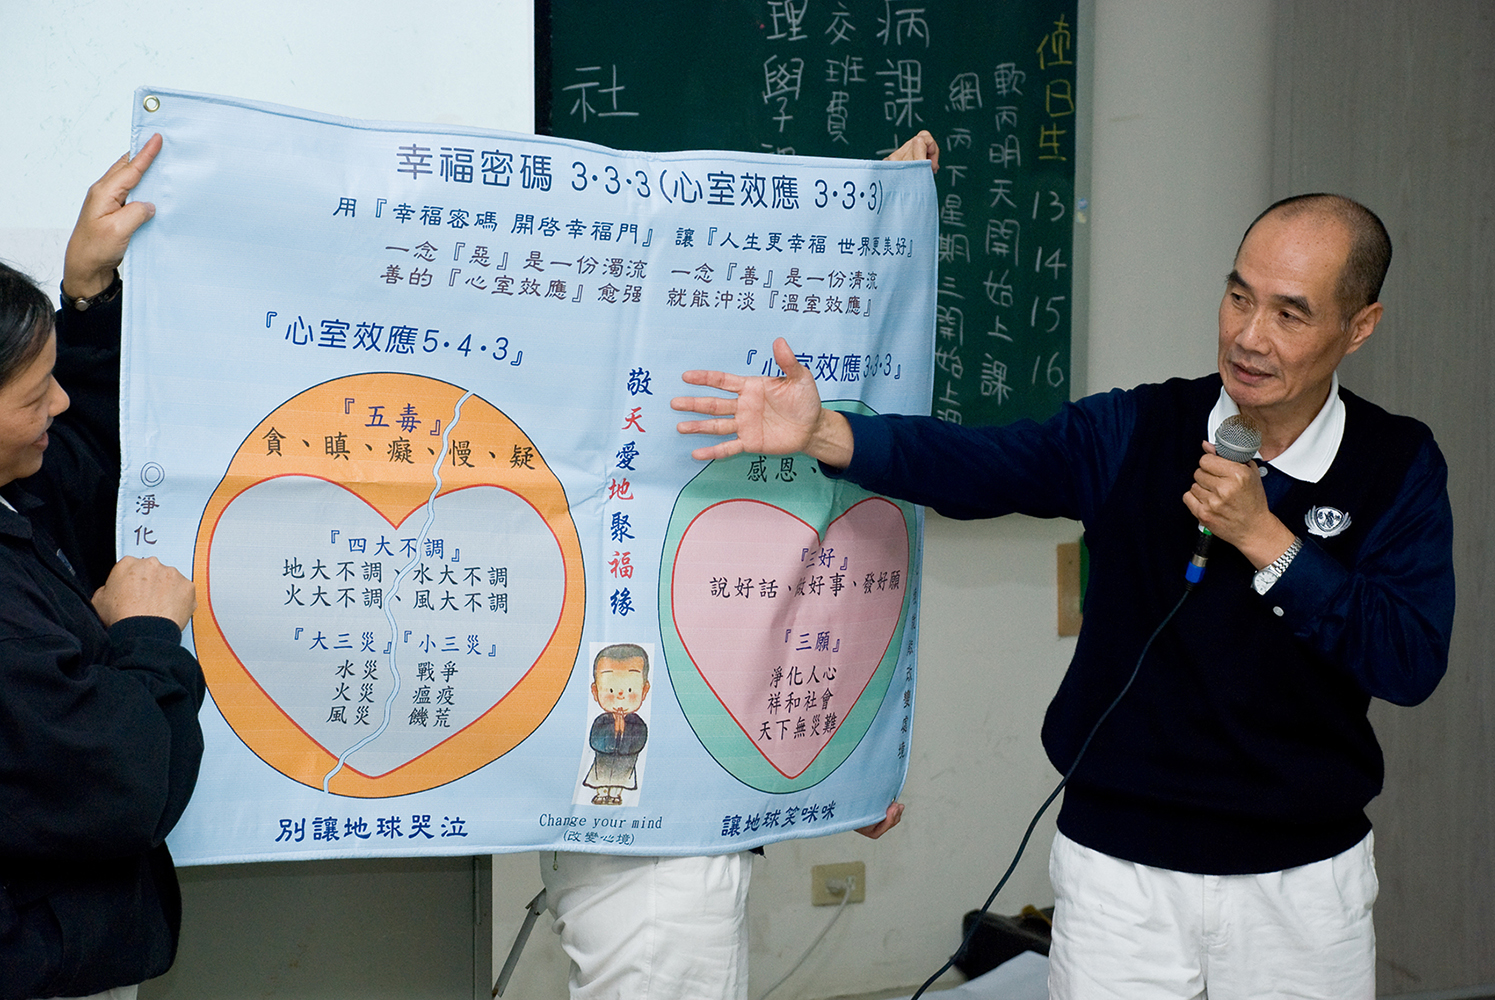 幸福密碼 3·3·3(心室效應 3·3·3)
用『幸福密碼 開啓幸福門』 讓『人生更幸福 世界更美好』
一念『惡』是一份濁流 一念『善』是一份清流
善的『心室效應』愈强 就能沖淡『溫室效應』
『心室效應5·4·3』
『五毒』
貪、瞋、癡、慢、疑
『四大不調』
地大不調、水大不調
火大不調、風大不調
『大三災』『小三災』
水災 戰爭
火災 瘟疫
風災 饑荒
別讓地球哭泣
◎淨化
敬天愛地聚福緣
Change your mind
(改變心境)
『心室效應3·3·3』
感恩、
『三好』
說好話、做好事、發好願
『三願』
淨化人心
祥和社會
天下無災難
讓地球笑咪咪
社
理學
交班費
病課
值日生
13
14
15
16
軟丙明天開始上課
網丙下星期三開始上